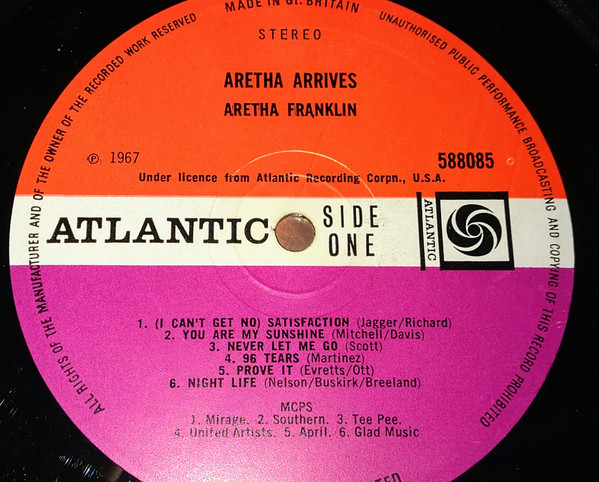 MADE IN GT. BRITAIN
ALL RIGHTS OF THE MANUFACTURER AND OF THE OWNER OF THE RECORDED WORK RESERVED
UNAUTHORISED PUBLIC PERFORMANCE BROADCASTING AND COPYING OF THIS RECORD PROHIBITED
STEREO
ARETHA ARRIVES
ARETHA FRANKLIN
℗ 1967
588085
Under licence from Atlantic Recording Corpn., U.S.A.
ATLANTIC
SIDE
ONE
ATLANTIC
1. (I CAN'T GET NO) SATISFACTION (Jagger/Richard)
2. YOU ARE MY SUNSHINE (Mitchell/Davis)
3. NEVER LET ME GO (Scott)
4. 96 TEARS (Martinez)
5. PROVE IT (Evretts/Ott)
6. NIGHT LIFE (Nelson/Buskirk/Breeland)
MCPS
1. Mirage. 2. Southern. 3. Tee Pee.
4. United Artists. 5. April. 6. Glad Music